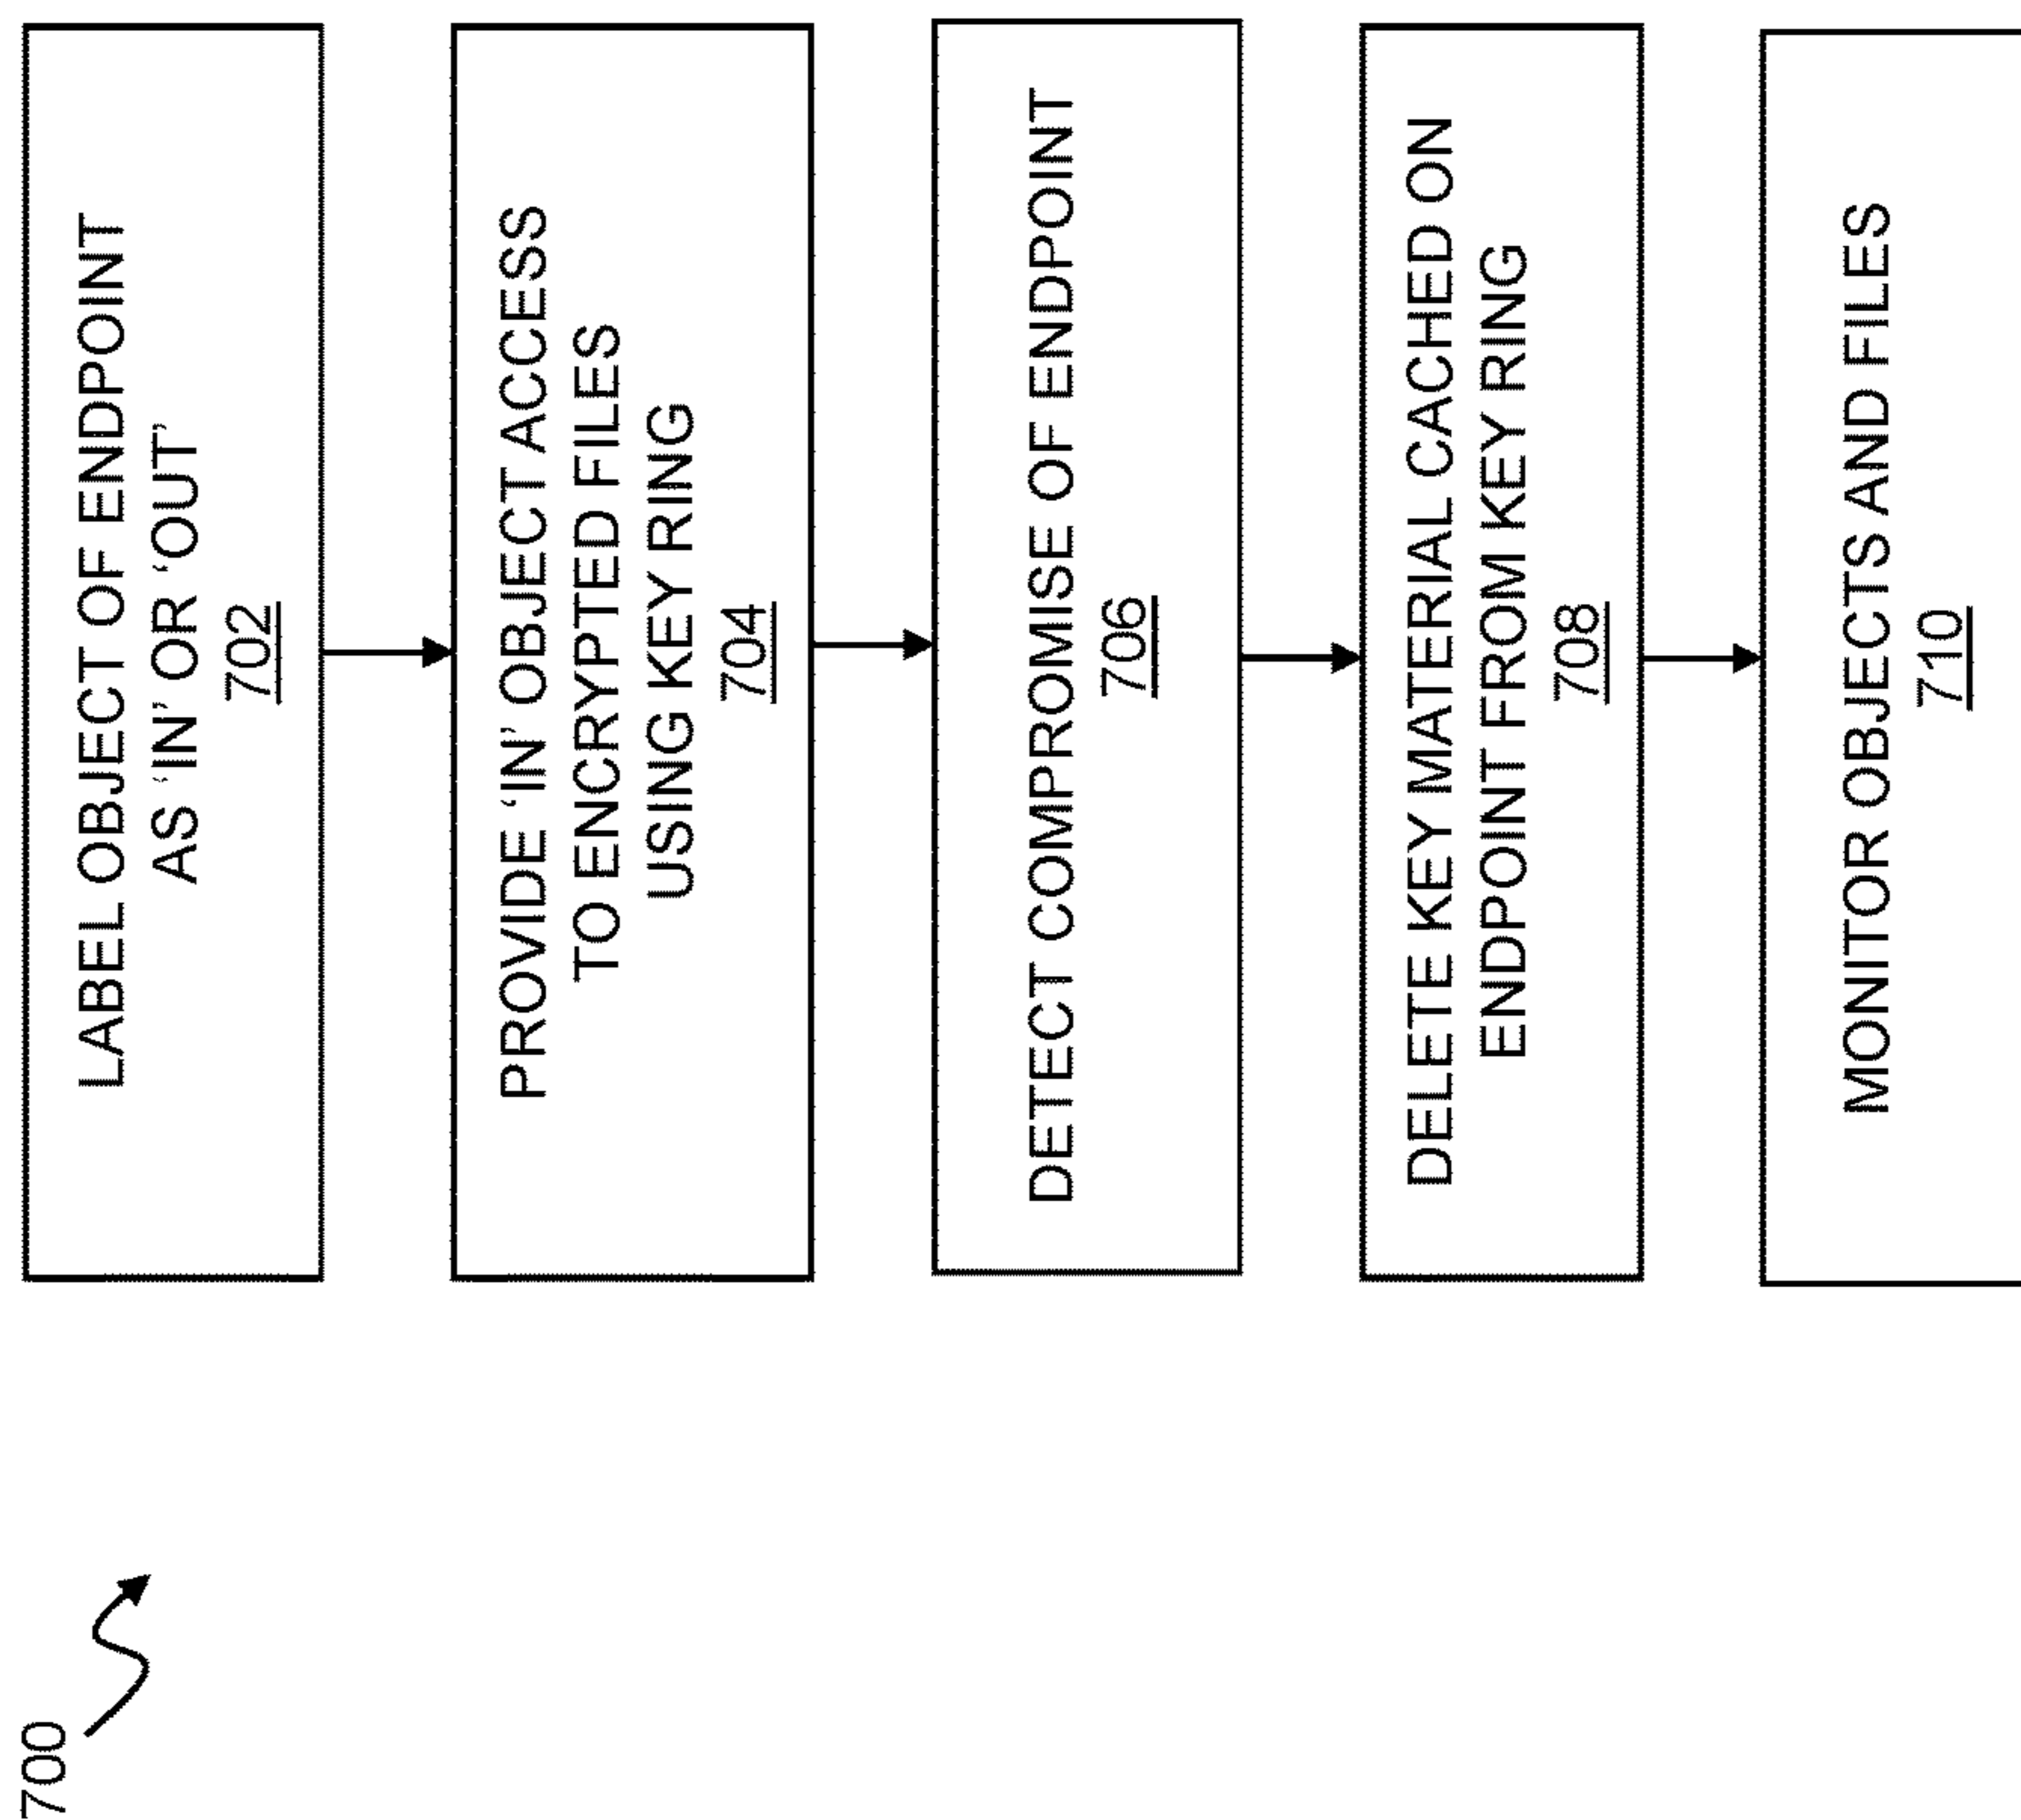 700
LABEL OBJECT OF ENDPOINT
AS ‘IN’ OR ‘OUT’
702
PROVIDE ‘IN’ OBJECT ACCESS
TO ENCRYPTED FILES
USING KEY RING
704
DETECT COMPROMISE OF ENDPOINT
706
DELETE KEY MATERIAL CACHED ON
ENDPOINT FROM KEY RING
708
MONITOR OBJECTS AND FILES
710